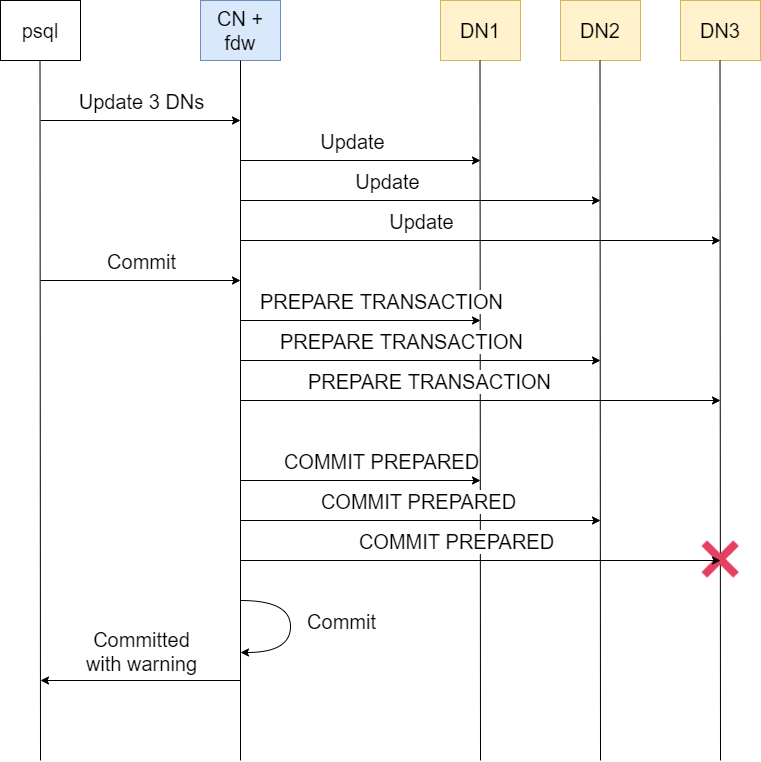 psql
CN +
fdw
DN1
DN2
DN3
Update 3 DNs
Update
Update
Update
Commit
PREPARE TRANSACTION
PREPARE TRANSACTION
PREPARE TRANSACTION
COMMIT PREPARED
COMMIT PREPARED
COMMIT PREPARED
Commit
Committed
with warning